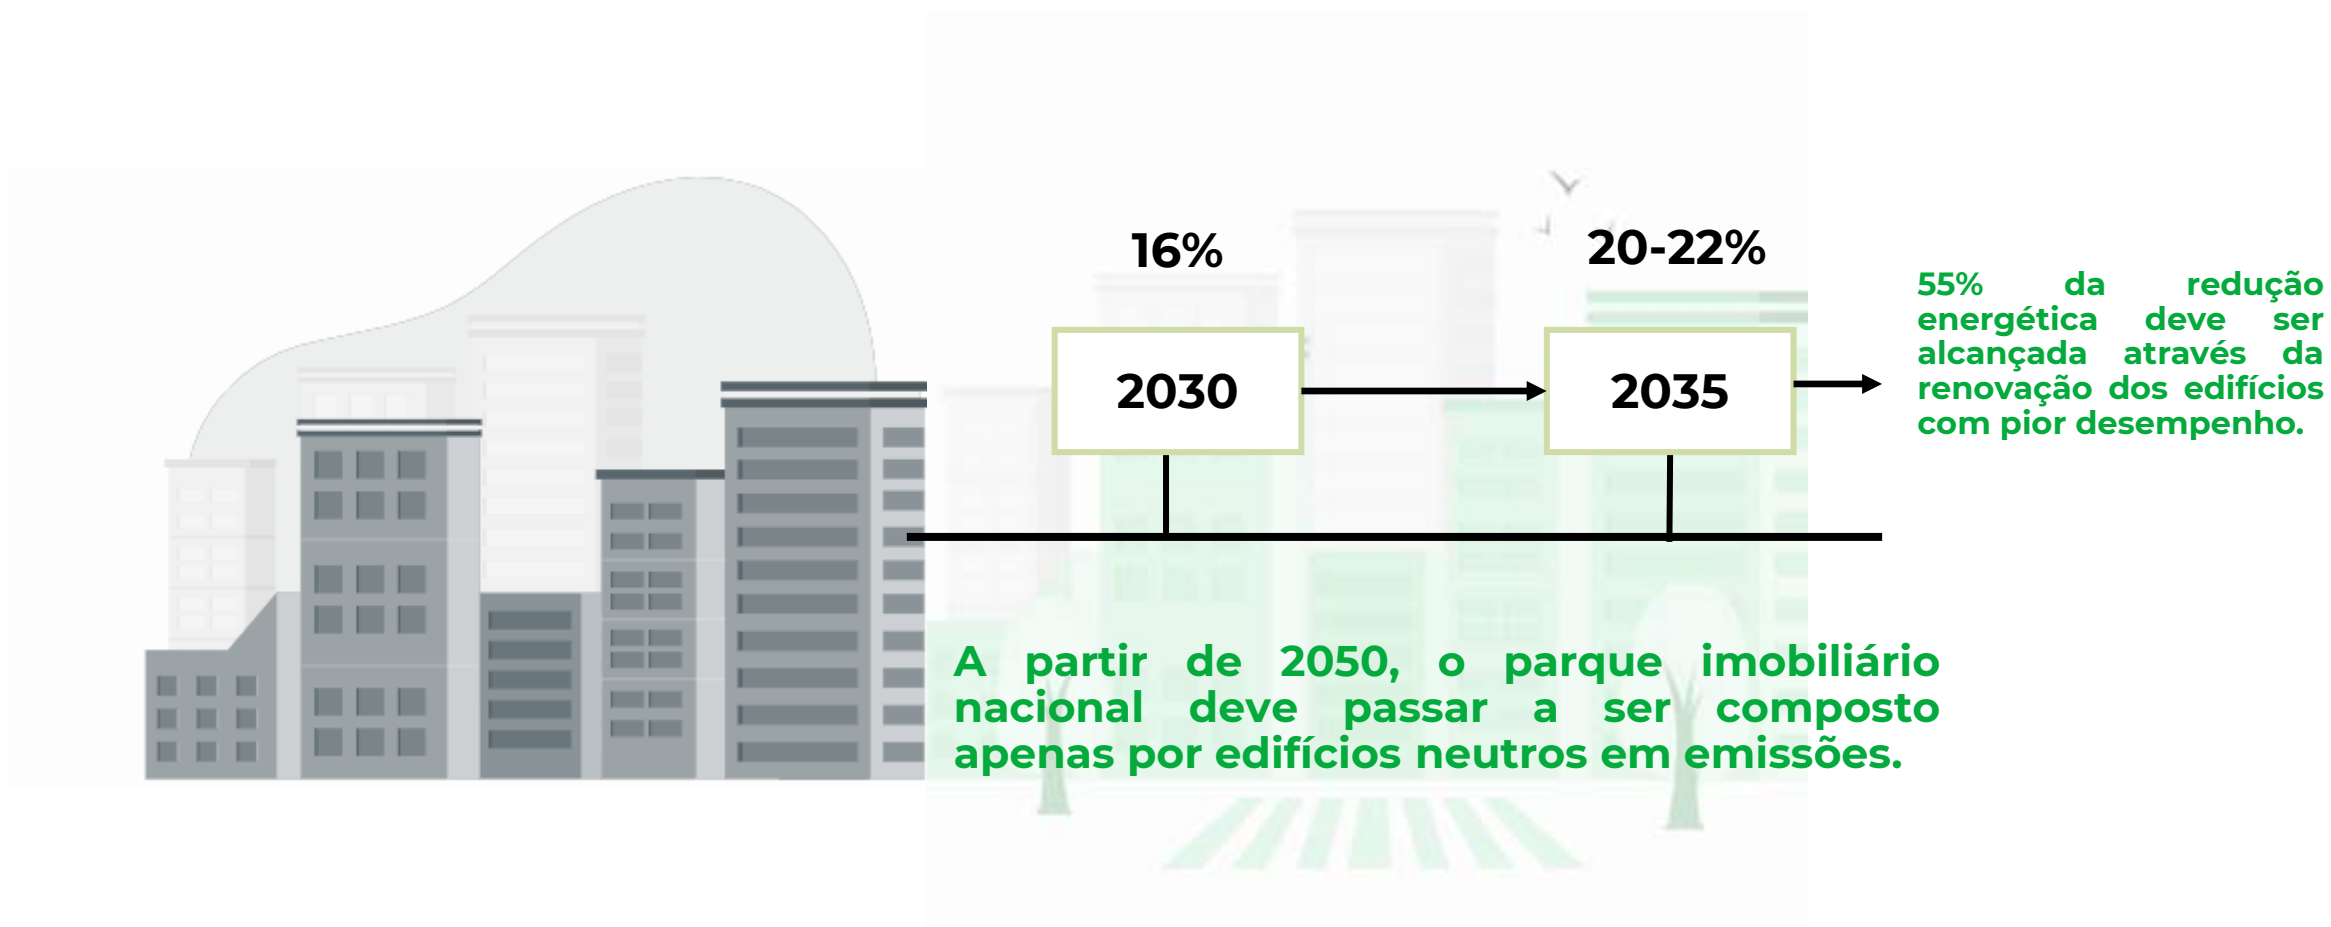 16%
20-22%
2030
2035
55% da redução
energética deve ser
alcançada através da
renovação dos edifícios
com pior desempenho.
A partir de 2050, o parque imobiliário
nacional deve passar a ser composto
apenas por edifícios neutros em emissões.